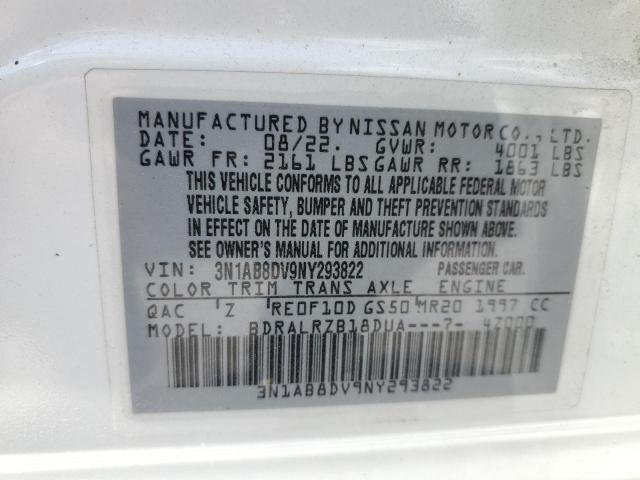 MANUFACTURED BY NISSAN MOTOR CO., LTD.
DATE: 08/22. GVWR: 4001 LBS
GAWR FR: 2161 LBS GAWR RR: 1863 LBS
THIS VEHICLE CONFORMS TO ALL APPLICABLE FEDERAL MOTOR
VEHICLE SAFETY, BUMPER AND THEFT PREVENTION STANDARDS
IN EFFECT ON THE DATE OF MANUFACTURE SHOWN ABOVE.
SEE OWNER'S MANUAL FOR ADDITIONAL INFORMATION.
VIN: 3N1AB8DV9NY293822 PASSENGER CAR.
COLOR TRIM TRANS AXLE ENGINE
QAC Z RE0F10D GS50 MR20 1997 CC
MODEL: BDRALRZB18DUA---7- 4Z000
3N1AB8DV9NY293822